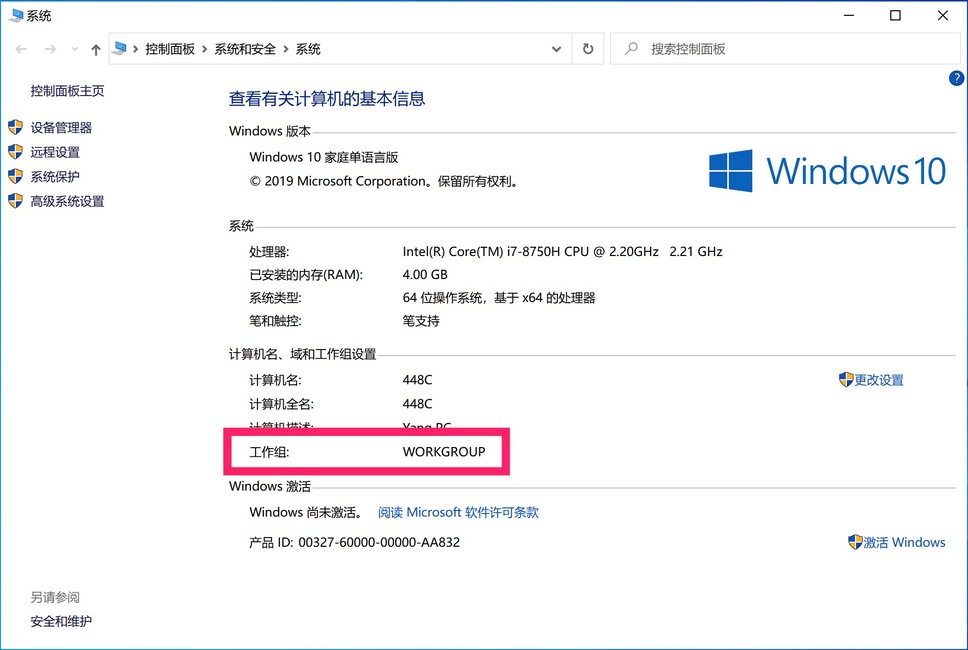 系统
控制面板 系统和安全 系统
搜索控制面板
?
控制面板主页
设备管理器
远程设置
系统保护
高级系统设置
查看有关计算机的基本信息
Windows 版本
Windows 10 家庭单语言版
© 2019 Microsoft Corporation。保留所有权利。
Windows 10
系统
处理器: Intel(R) Core(TM) i7-8750H CPU @ 2.20GHz 2.21 GHz
已安装的内存(RAM): 4.00 GB
系统类型: 64 位操作系统, 基于 x64 的处理器
笔和触控: 笔支持
计算机名、域和工作组设置
计算机名: 448C
更改设置
计算机全名: 448C
计算机描述: Yang PC
工作组: WORKGROUP
Windows 激活
Windows 尚未激活。 阅读 Microsoft 软件许可条款
产品 ID: 00327-60000-00000-AA832
激活 Windows
另请参阅
安全和维护